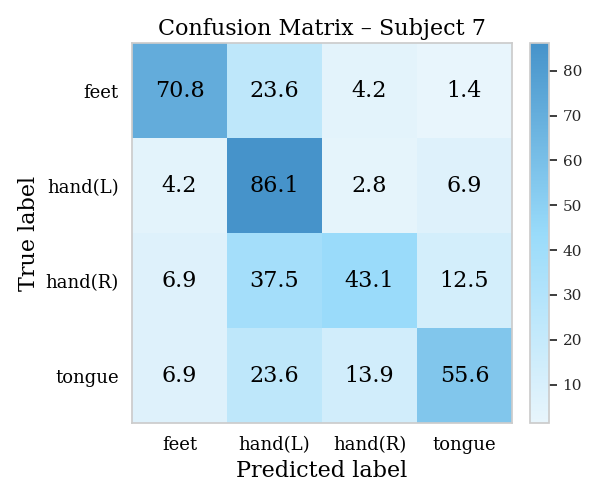 Confusion Matrix – Subject 7
feet 70.8 23.6 4.2 1.4
hand(L) 4.2 86.1 2.8 6.9
hand(R) 6.9 37.5 43.1 12.5
tongue 6.9 23.6 13.9 55.6
feet hand(L) hand(R) tongue
Predicted label
True label
80
70
60
50
40
30
20
10